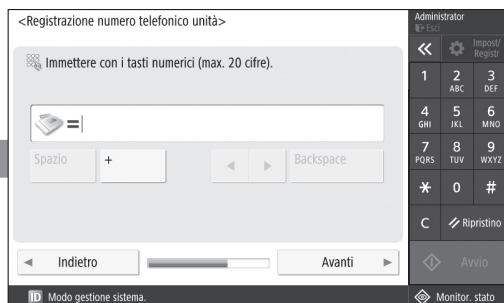 <Registrazione numero telefonico unità>
Immettere con i tasti numerici (max. 20 cifre).
=
Spazio
+
◀
▶
Backspace
◀ Indietro
Avanti ▶
ID Modo gestione sistema.
Administrator
Esci
Impost/
Registr
1
2
ABC
3
DEF
4
GHI
5
JKL
6
MNO
7
PQRS
8
TUV
9
WXYZ
*
0
#
C
Ripristino
Avvio
Monitor. stato